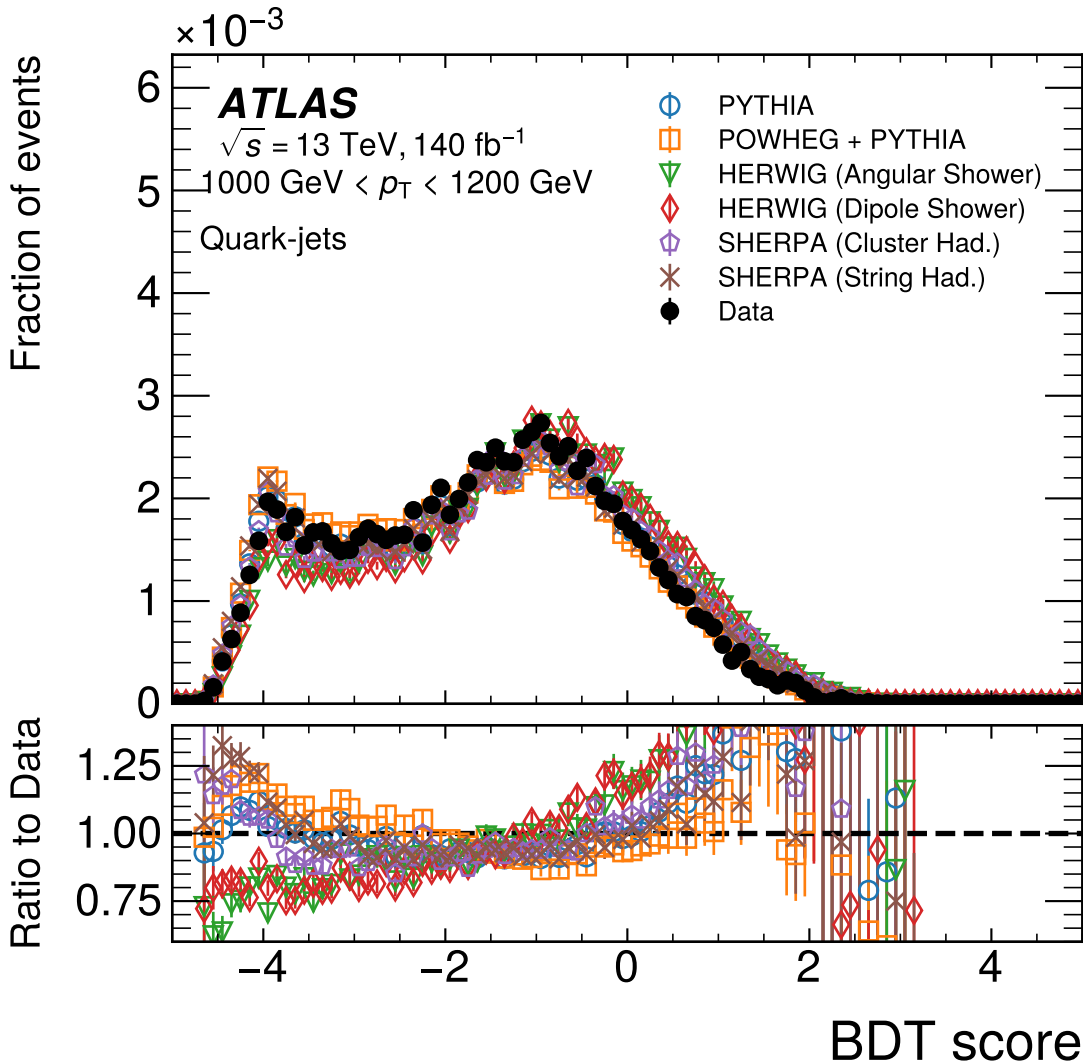 ×10⁻³
Fraction of events
6
5
4
3
2
1
0
ATLAS
√s = 13 TeV, 140 fb⁻¹
1000 GeV < pT < 1200 GeV
Quark-jets
PYTHIA
POWHEG + PYTHIA
HERWIG (Angular Shower)
HERWIG (Dipole Shower)
SHERPA (Cluster Had.)
SHERPA (String Had.)
Data
Ratio to Data
1.25
1.00
0.75
−4 −2 0 2 4
BDT score